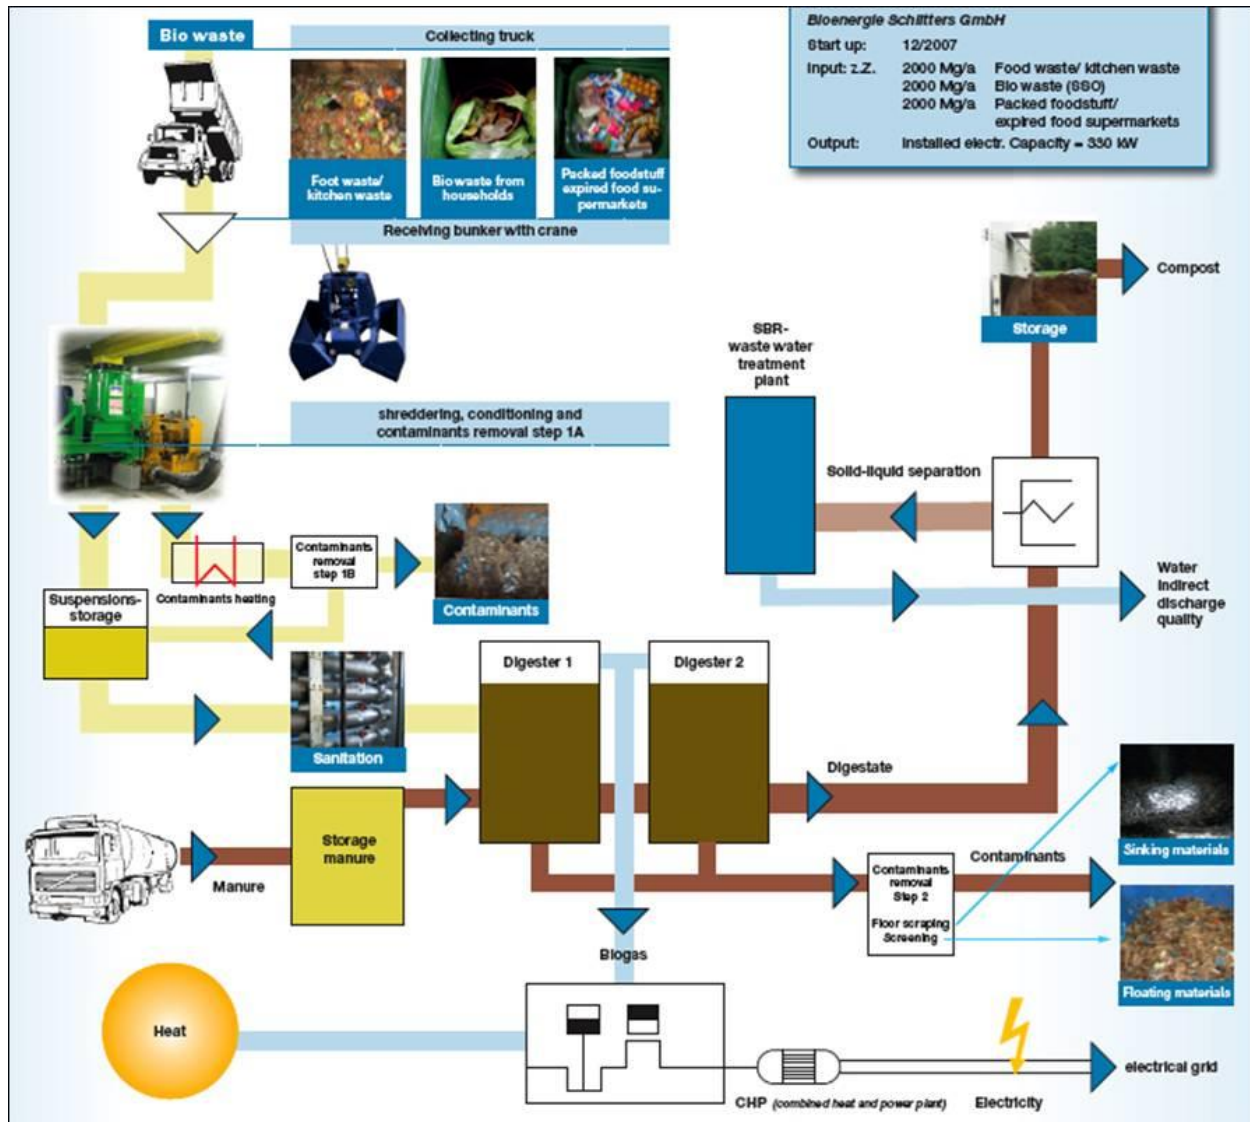 Bio waste
Collecting truck
Foot waste/
kitchen waste
Bio waste from
households
Packed foodstuff
expired food su-
permarkets
Receiving bunker with crane
shreddering, conditioning and
contaminants removal step 1A
Bioenergie Schlitters GmbH
Start up: 12/2007
Input: z.Z. 2000 Mg/a Food waste/ kitchen waste
2000 Mg/a Bio waste (SSO)
2000 Mg/a Packed foodstuff/
expired food supermarkets
Output: Installed electr. Capacity = 330 kW
Storage
Compost
SBR-
waste water
treatment
plant
Solid-liquid separation
Water
indirect
discharge
quality
Contaminants heating
Contaminants
removal
step 1B
Contaminants
Suspensions-
storage
Sanitation
Digester 1
Digester 2
Digestate
Manure
Storage
manure
Contaminants
removal
Step 2
Floor scraping
Screening
Contaminants
Sinking materials
Floating materials
Biogas
Heat
CHP (combined heat and power plant)
Electricity
electrical grid